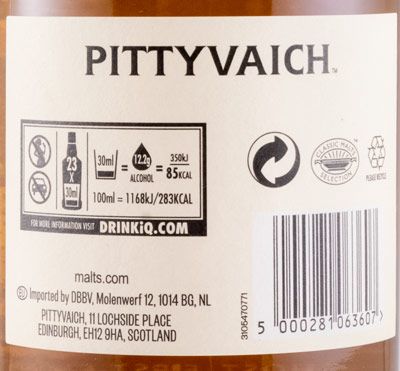 PITTYVAICH™
23
X
30ml
30ml = 12.2g ALCOHOL = 350kJ
85KCAL
100ml = 1168kJ/283KCAL
FOR MORE INFORMATION VISIT DRINKiQ.COM
CLASSIC MALTS
SELECTION
PLEASE RECYCLE
malts.com
Imported by DBBV, Molenwerf 12, 1014 BG, NL
PITTYVAICH, 11 LOCHSIDE PLACE
EDINBURGH, EH12 9HA, SCOTLAND
3105470771
5 000281 063607 >